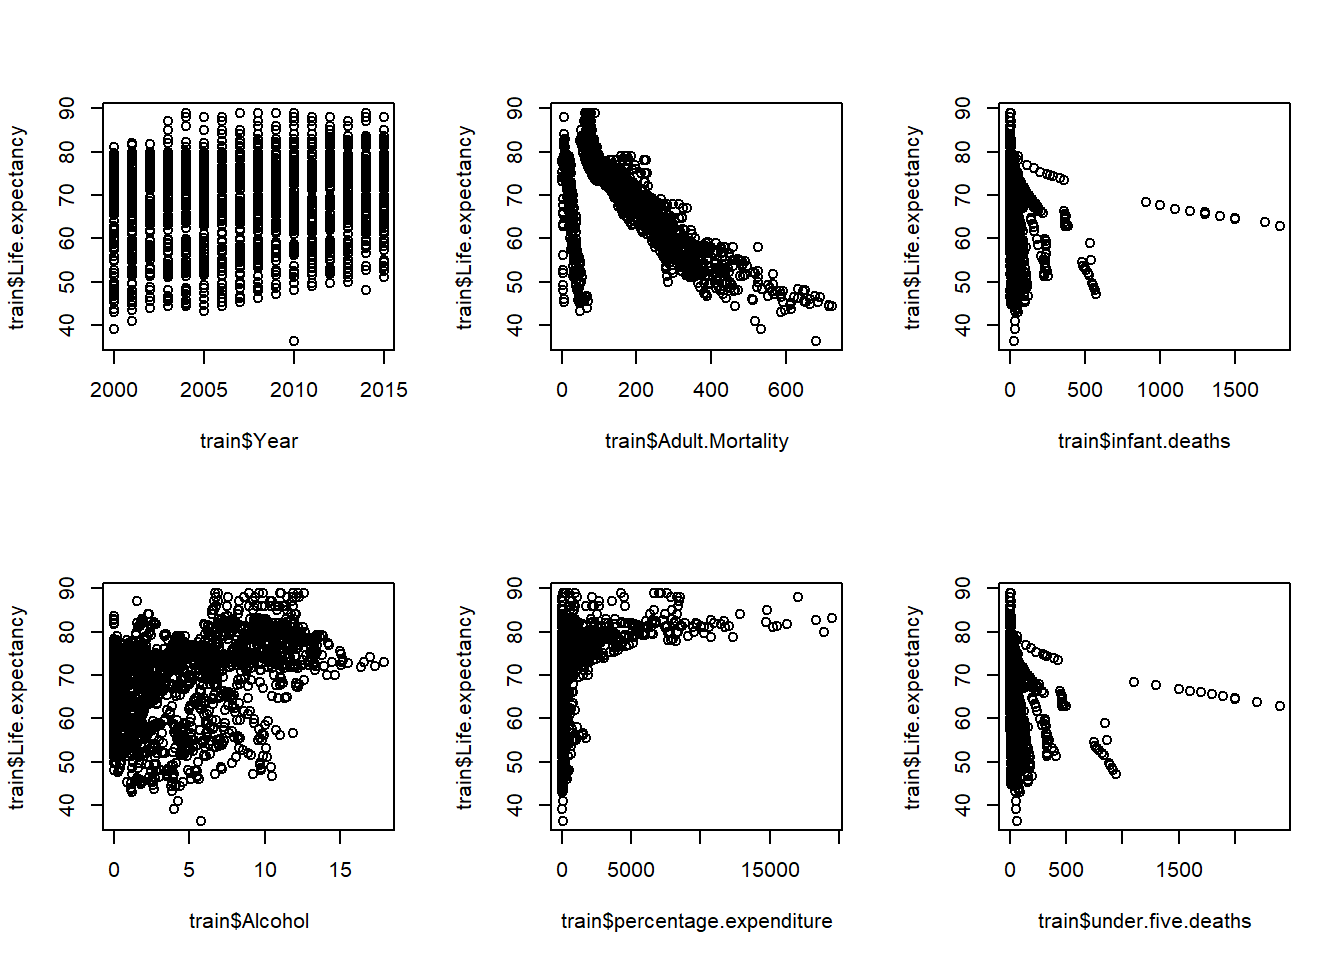 train$Life.expectancy
90
80
70
60
50
40
2000 2005 2010 2015
train$Year
train$Life.expectancy
90
80
70
60
50
40
0 200 400 600
train$Adult.Mortality
train$Life.expectancy
90
80
70
60
50
40
0 500 1000 1500
train$infant.deaths
train$Life.expectancy
90
80
70
60
50
40
0 5 10 15
train$Alcohol
train$Life.expectancy
90
80
70
60
50
40
0 5000 15000
train$percentage.expenditure
train$Life.expectancy
90
80
70
60
50
40
0 500 1500
train$under.five.deaths